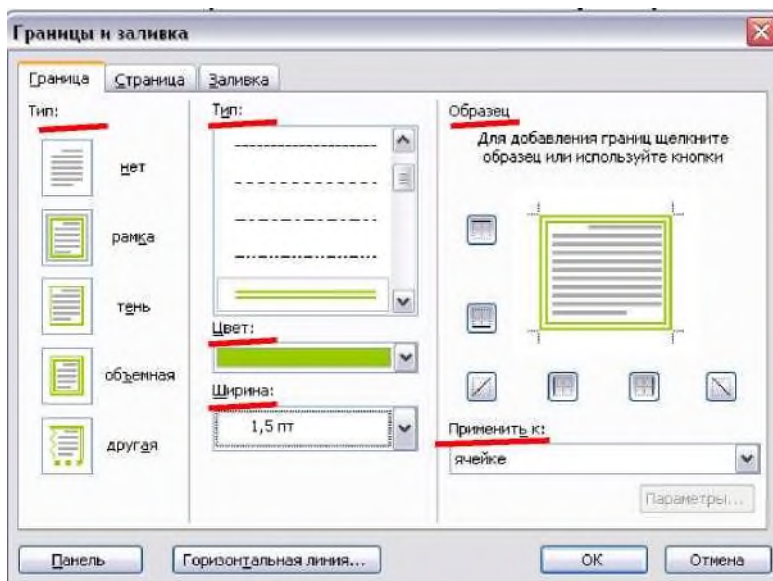 Границы и заливка
Граница
Страница
Заливка
Тип:
нет
рамка
тень
объемная
другая
Тип:
Цвет:
Ширина:
1,5 пт
Образец
Для добавления границ щелкните
образец или используйте кнопки
Применить к:
ячейке
Параметры...
Панель
Горизонтальная линия...
ОК
Отмена